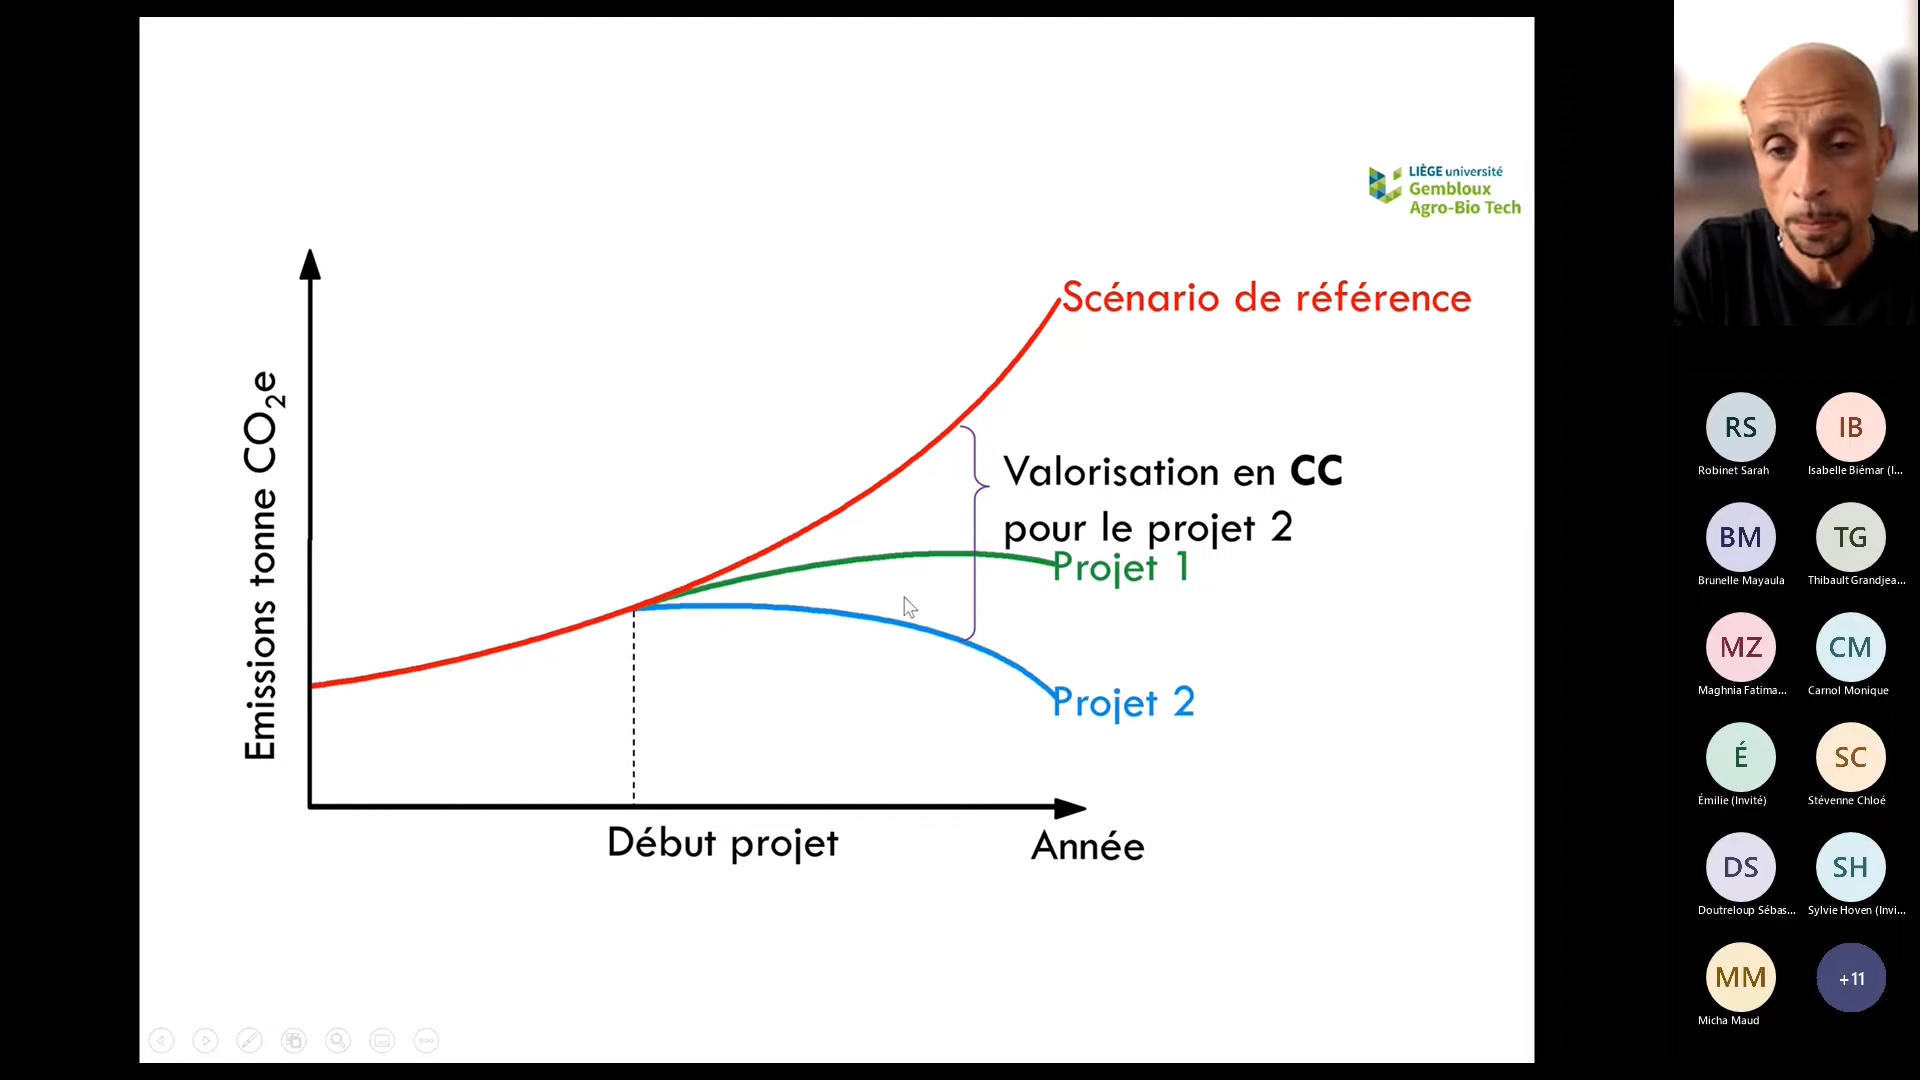 LIÈGE université
Gembloux
Agro-Bio Tech
Scénario de référence
Emissions tonne CO₂e
Valorisation en CC
pour le projet 2
Projet 1
Projet 2
Début projet
Année
RS
Robinet Sarah
IB
Isabelle Biémar (I...
BM
Brunelle Mayaula
TG
Thibault Grandjea...
MZ
Maghnia Fatima...
CM
Carnol Monique
É
Émilie (Invité)
SC
Stévenne Chloé
DS
Doutreloup Sébas...
SH
Sylvie Hoven (Invi...
MM
Micha Maud
+11